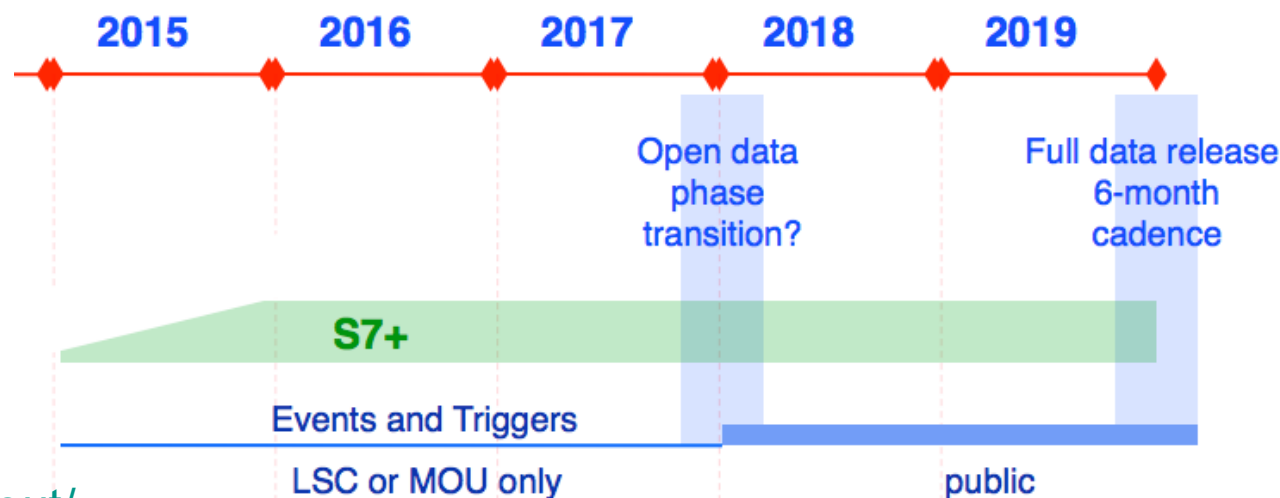 2015 2016 2017 2018 2019
Open data
phase
transition?
Full data release
6-month
cadence
S7+
Events and Triggers
LSC or MOU only
public